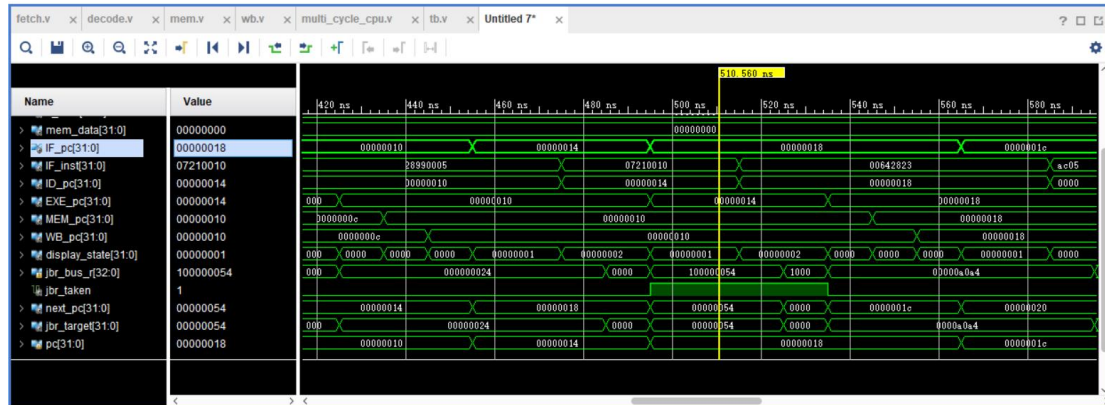 fetch.v × decode.v × mem.v × wb.v × multi_cycle_cpu.v × tb.v × Untitled 7* ×
510.560 ns
Name Value 420 ns 440 ns 460 ns 480 ns 500 ns 520 ns 540 ns 560 ns 580 ns
mem_data[31:0] 00000000 00000000
IF_pc[31:0] 00000018 00000010 00000014 00000018 0000001c
IF_inst[31:0] 07210010 28990005 07210010 00642823 ac05
ID_pc[31:0] 00000014 00000010 00000014 00000018 0000
EXE_pc[31:0] 00000014 000 00000010 00000014 00000018
MEM_pc[31:0] 00000010 0000000c 00000010 00000018
WB_pc[31:0] 00000010 0000000c 00000010 00000018
display_state[31:0] 00000001 000 0000 0000 0000 00000001 00000002 00000001 00000002 0000 0000 0000 00000001 0000
jbr_bus_r[32:0] 100000054 000 000000024 0000 100000054 1000 00000a0a4
jbr_taken 1
next_pc[31:0] 00000054 00000014 00000018 00000054 0000 0000001c 00000020
jbr_target[31:0] 00000054 000 00000024 0000 00000054 0000 0000a0a4
pc[31:0] 00000018 00000010 00000014 00000018 0000001c